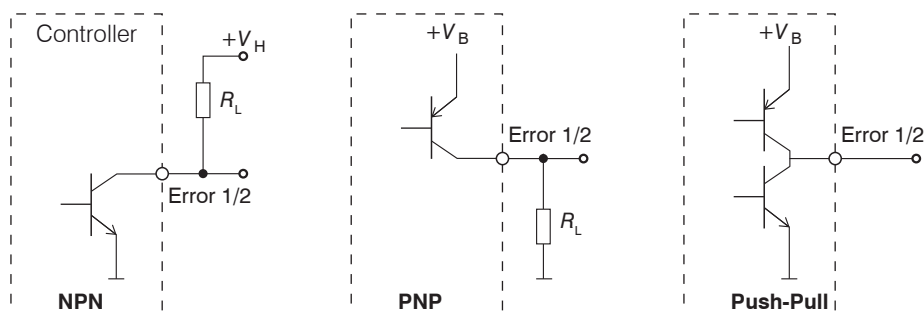 Controller
+V H
R L
Error 1/2
NPN
+V B
Error 1/2
R L
PNP
+V B
Error 1/2
Push-Pull